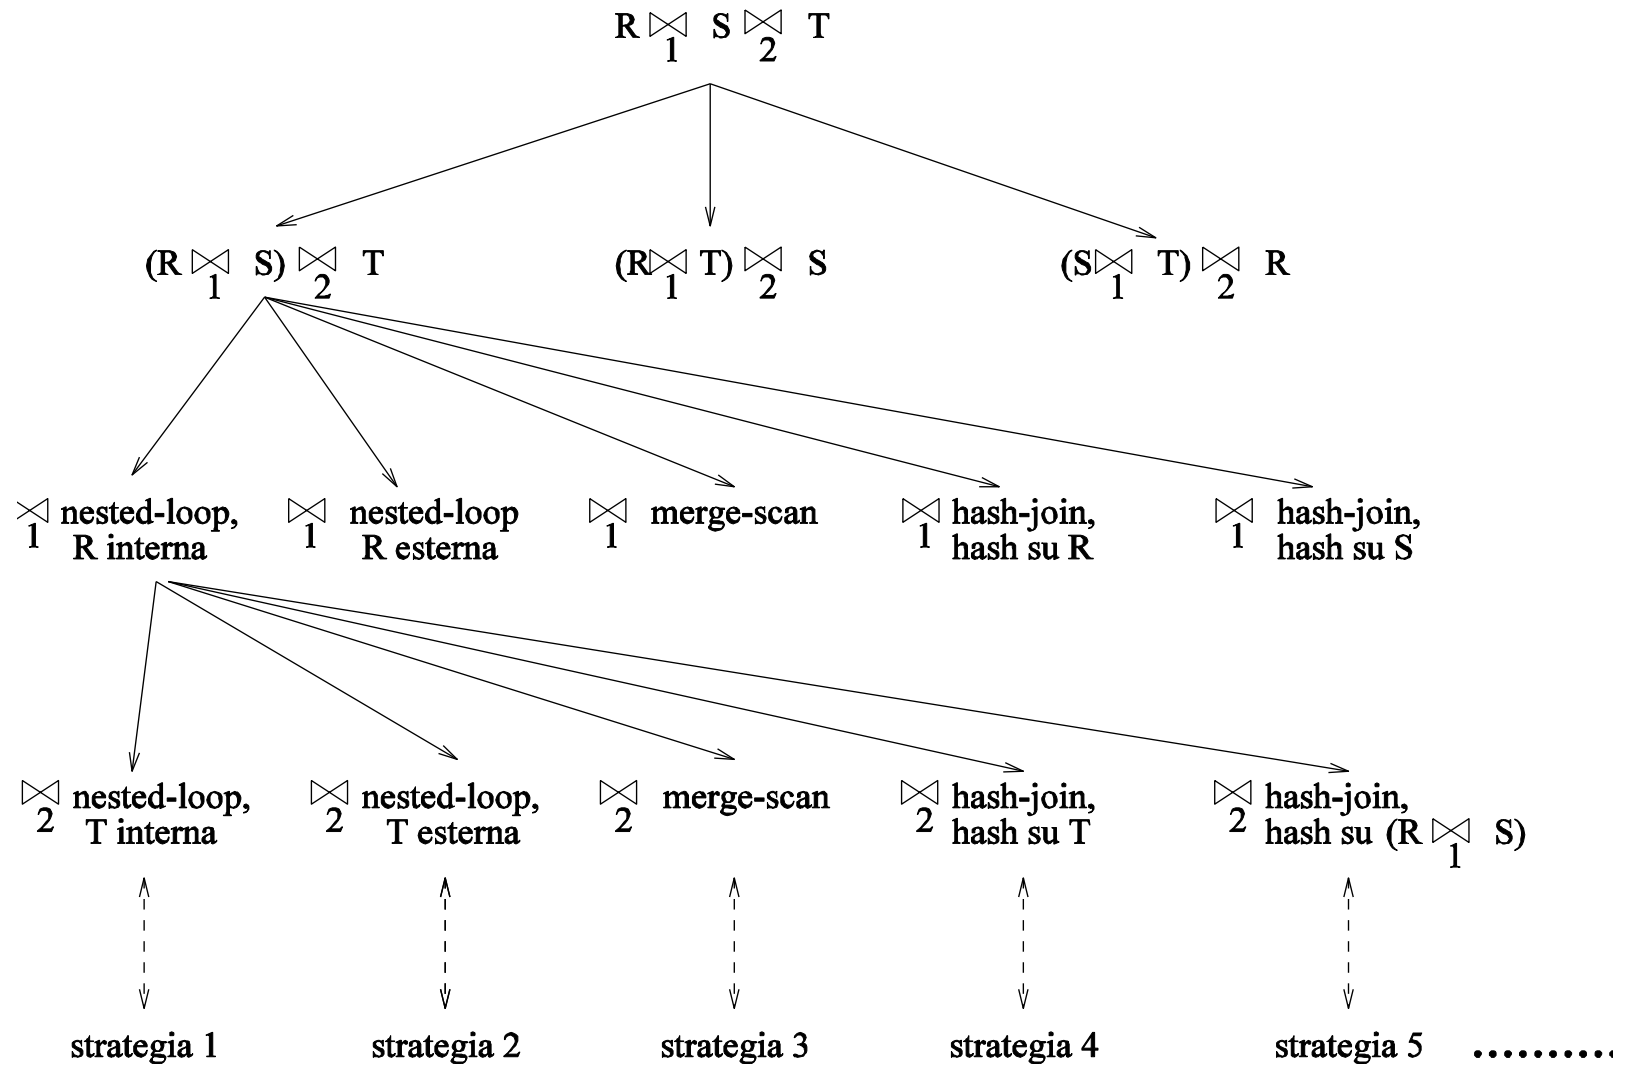 R ⋈ S ⋈ T
1 2
(R ⋈ S) ⋈ T
1 2
(R ⋈ T) ⋈ S
1 2
(S ⋈ T) ⋈ R
1 2
⋈ nested-loop,
1 R interna
⋈ nested-loop
1 R esterna
⋈ merge-scan
1
⋈ hash-join,
1 hash su R
⋈ hash-join,
1 hash su S
⋈ nested-loop,
2 T interna
⋈ nested-loop,
2 T esterna
⋈ merge-scan
2
⋈ hash-join,
2 hash su T
⋈ hash-join,
2 hash su (R ⋈ S)
1
strategia 1
strategia 2
strategia 3
strategia 4
strategia 5 ..........